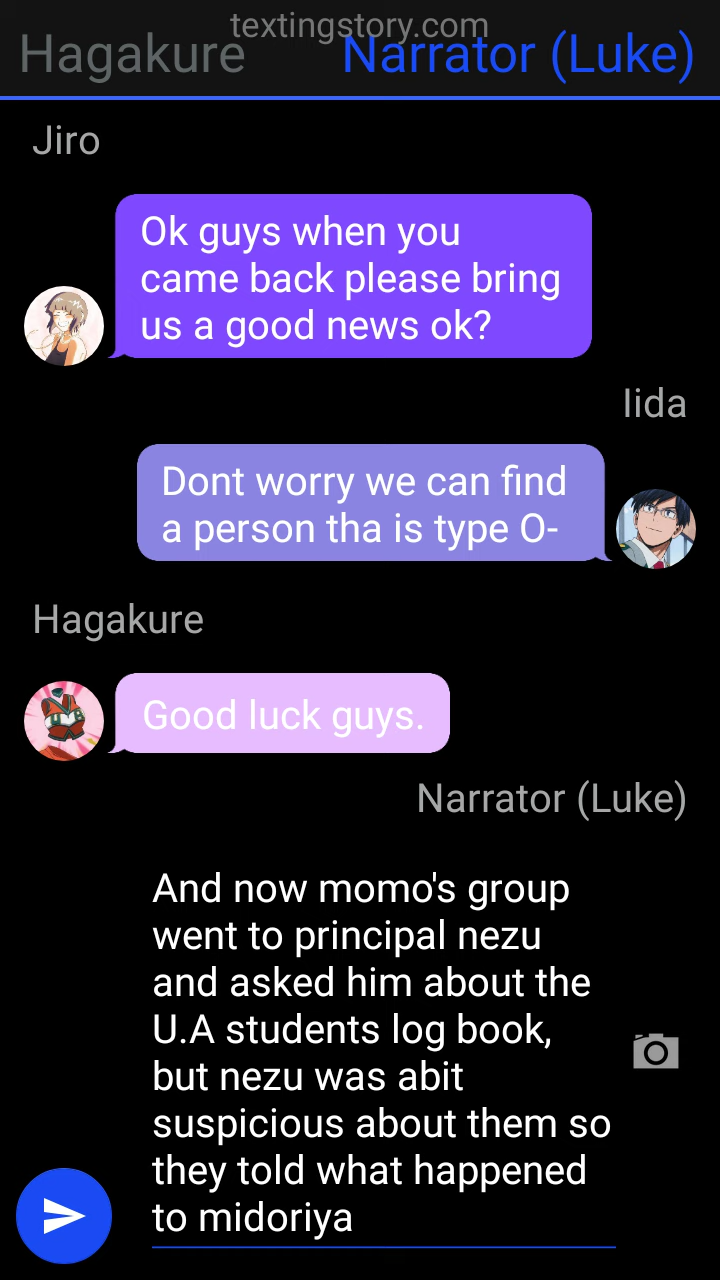 textingstory.com
Hagakure
Narrator (Luke)
Jiro
Ok guys when you
came back please bring
us a good news ok?
Iida
Dont worry we can find
a person tha is type O-
Hagakure
Good luck guys.
Narrator (Luke)
And now momo's group
went to principal nezu
and asked him about the
U.A students log book,
but nezu was abit
suspicious about them so
they told what happened
to midoriya